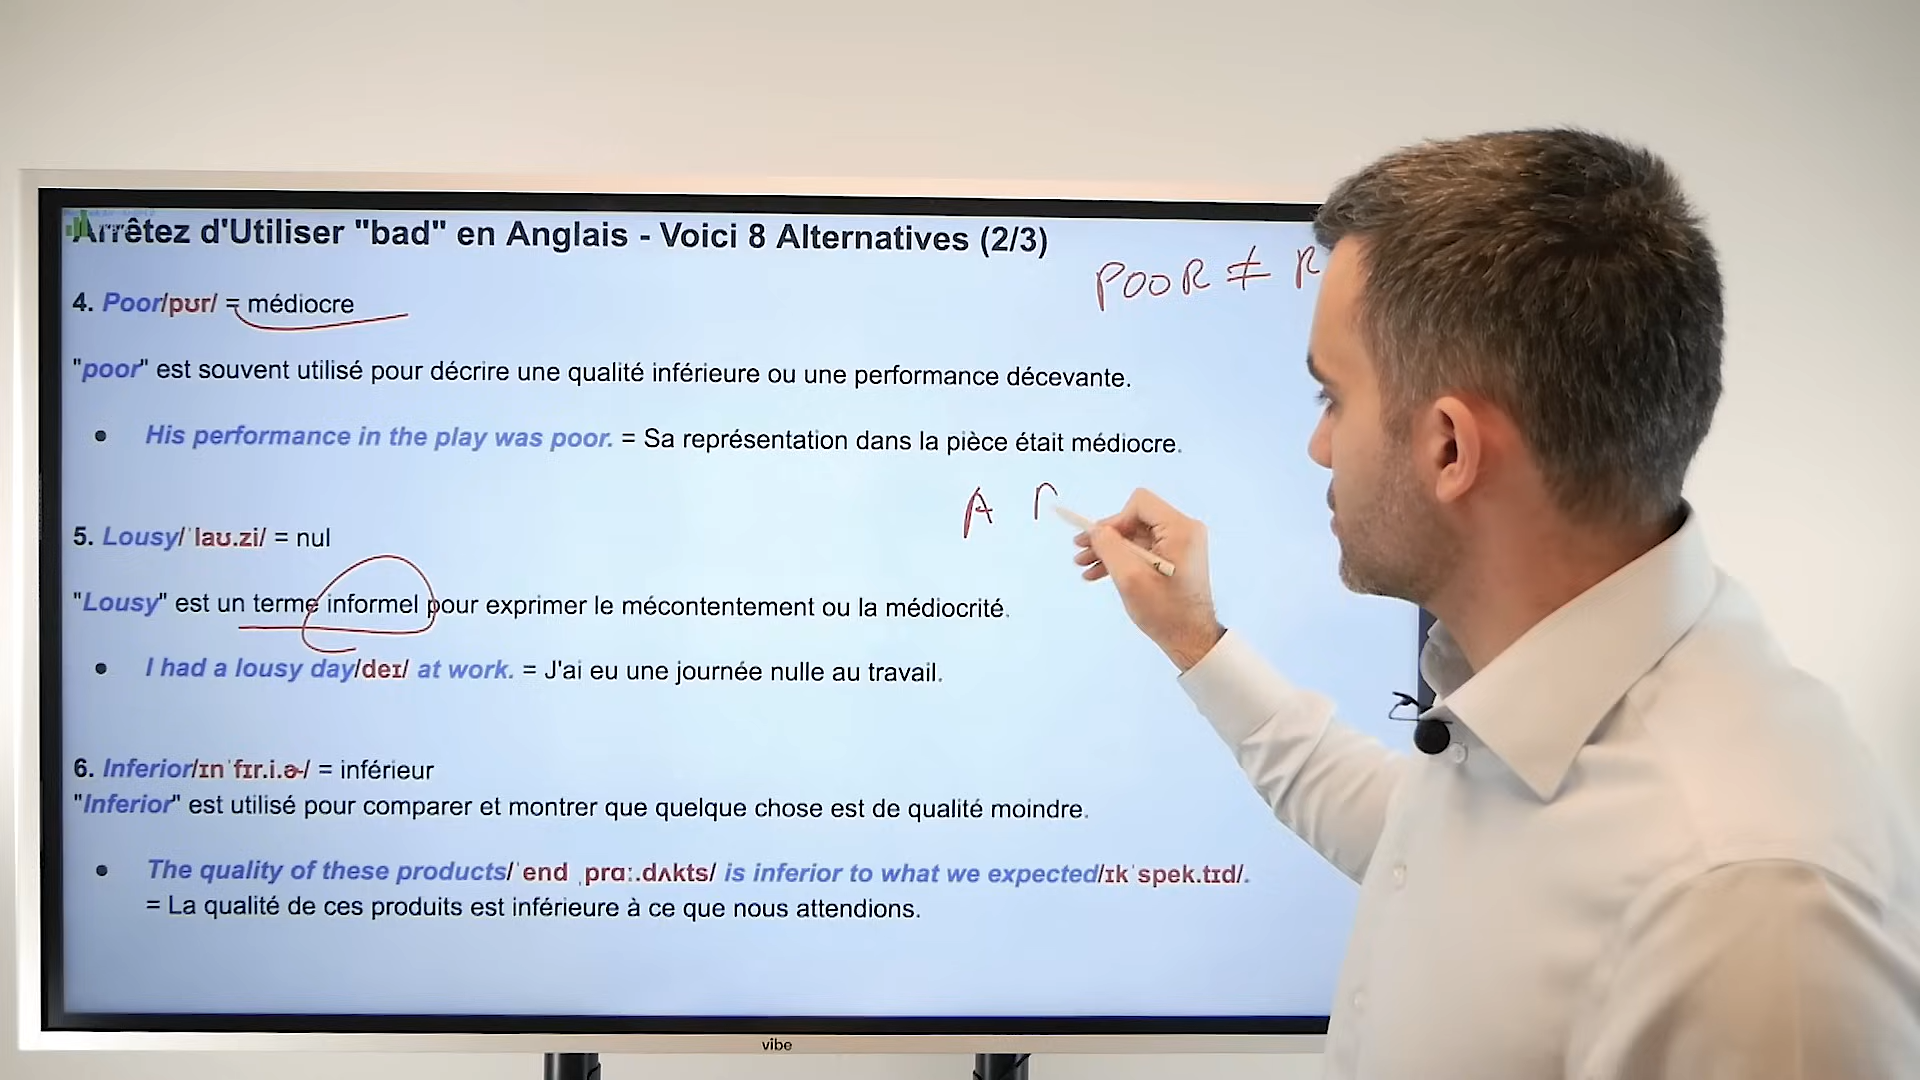 Arrêtez d'Utiliser "bad" en Anglais - Voici 8 Alternatives (2/3)
POOR ≠ R
4. Poor/pʊr/ = médiocre
"poor" est souvent utilisé pour décrire une qualité inférieure ou une performance décevante.
• His performance in the play was poor. = Sa représentation dans la pièce était médiocre.
A
5. Lousy/ˈlaʊ.zi/ = nul
"Lousy" est un terme informel pour exprimer le mécontentement ou la médiocrité.
• I had a lousy day/deɪ/ at work. = J'ai eu une journée nulle au travail.
6. Inferior/ɪnˈfɪr.i.ɚ/ = inférieur
"Inferior" est utilisé pour comparer et montrer que quelque chose est de qualité moindre.
• The quality of these products/ˈend ˌprɑː.dʌkts/ is inferior to what we expected/ɪkˈspek.tɪd/.
= La qualité de ces produits est inférieure à ce que nous attendions.
vibe